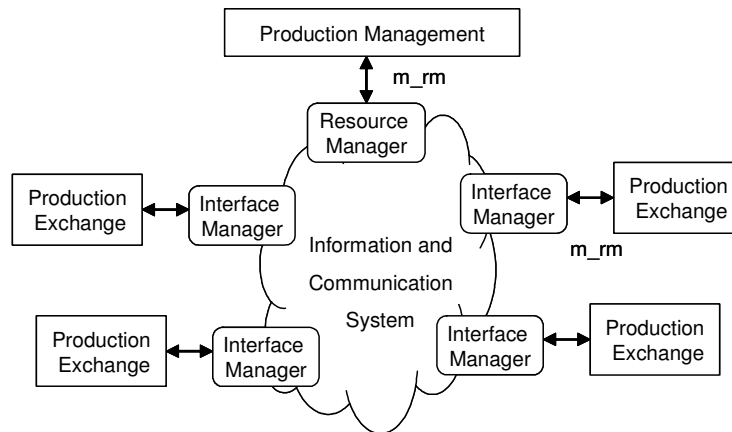 Production Management
m_rm
Resource
Manager
Production
Exchange
Interface
Manager
Interface
Manager
Production
Exchange
m_rm
Information and
Communication
System
Production
Exchange
Interface
Manager
Interface
Manager
Production
Exchange